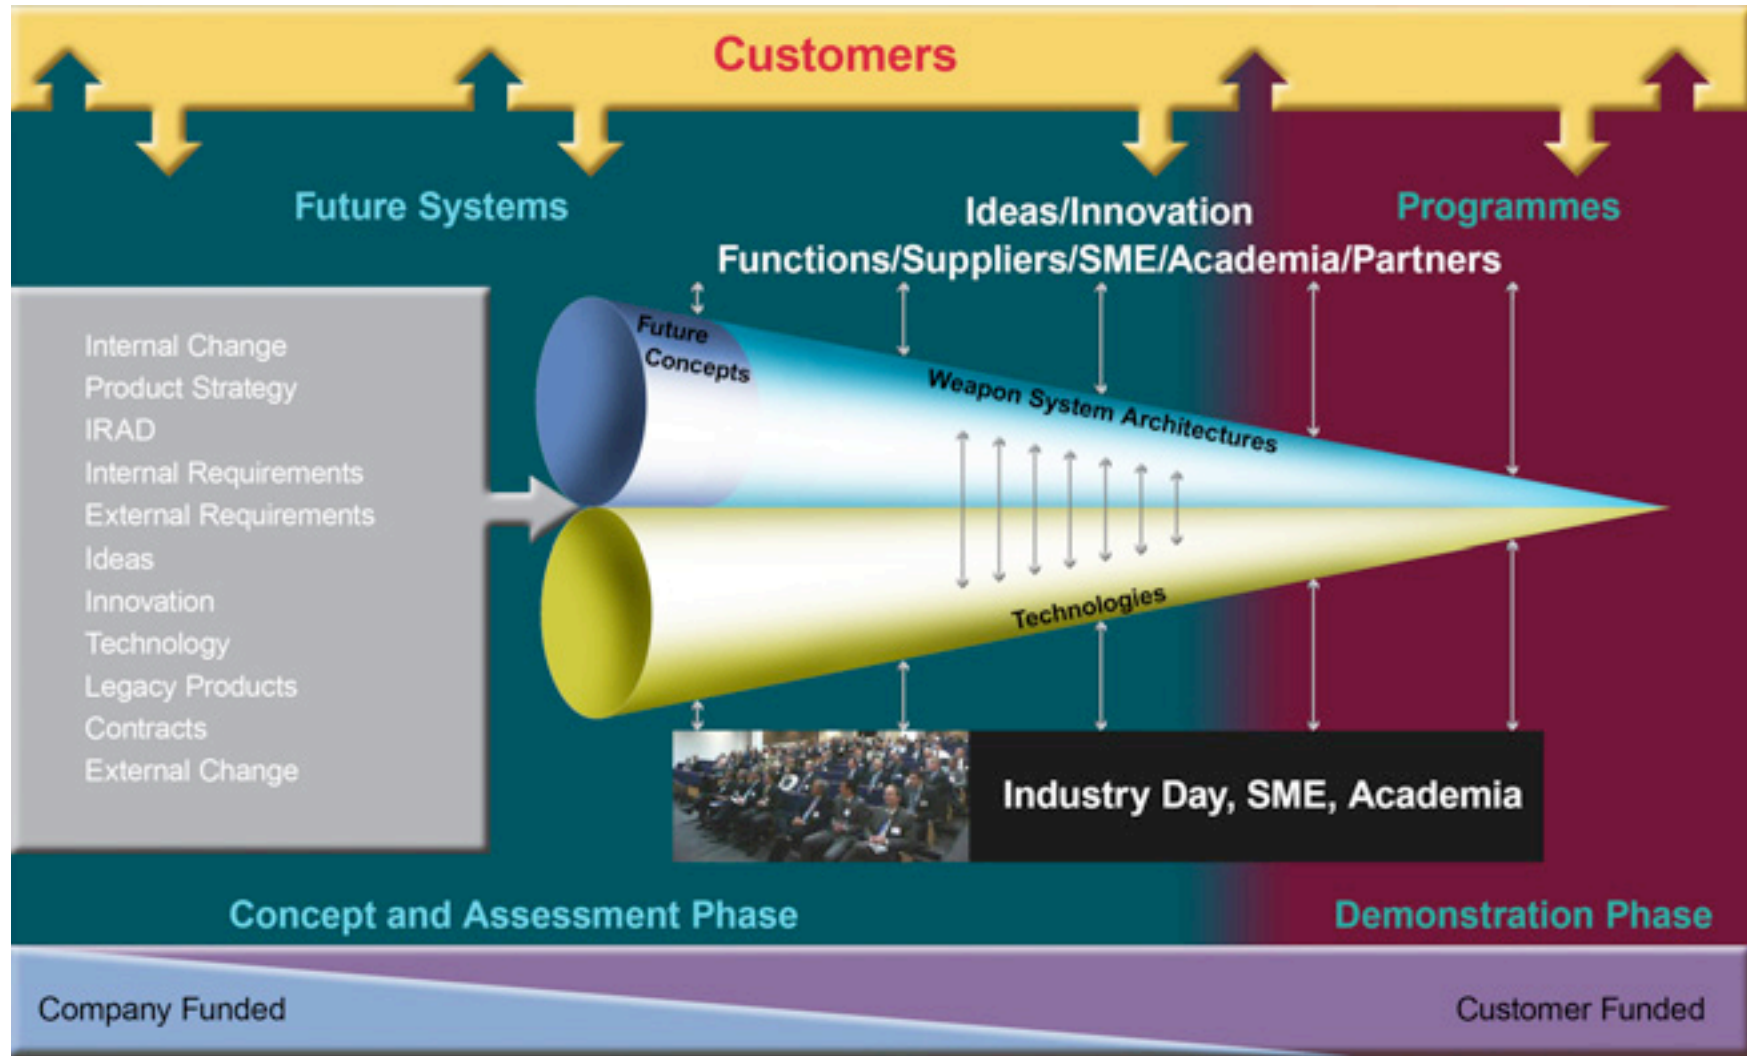 Customers
Future Systems
Ideas/Innovation
Programmes
Functions/Suppliers/SME/Academia/Partners
Internal Change
Product Strategy
IRAD
Internal Requirements
External Requirements
Ideas
Innovation
Technology
Legacy Products
Contracts
External Change
Future
Concepts
Weapon System Architectures
Technologies
Industry Day, SME, Academia
Concept and Assessment Phase
Demonstration Phase
Company Funded
Customer Funded